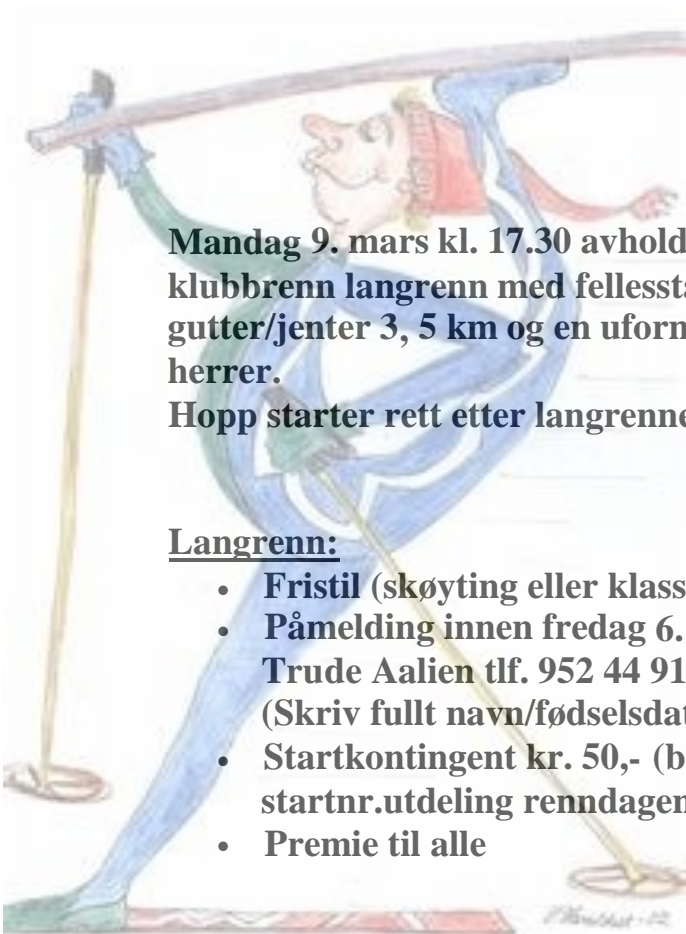 Mandag 9. mars kl. 17.30 avhold
klubbrenn langrenn med fellessta
gutter/jenter 3, 5 km og en uforn
herrer.
Hopp starter rett etter langrenne
Langrenn:
• Fristil (skøyting eller klass
• Påmelding innen fredag 6.
Trude Aalien tlf. 952 44 91
(Skriv fullt navn/fødselsdat
• Startkontingent kr. 50,- (b
startnr.utdeling renndagen
• Premie til alle